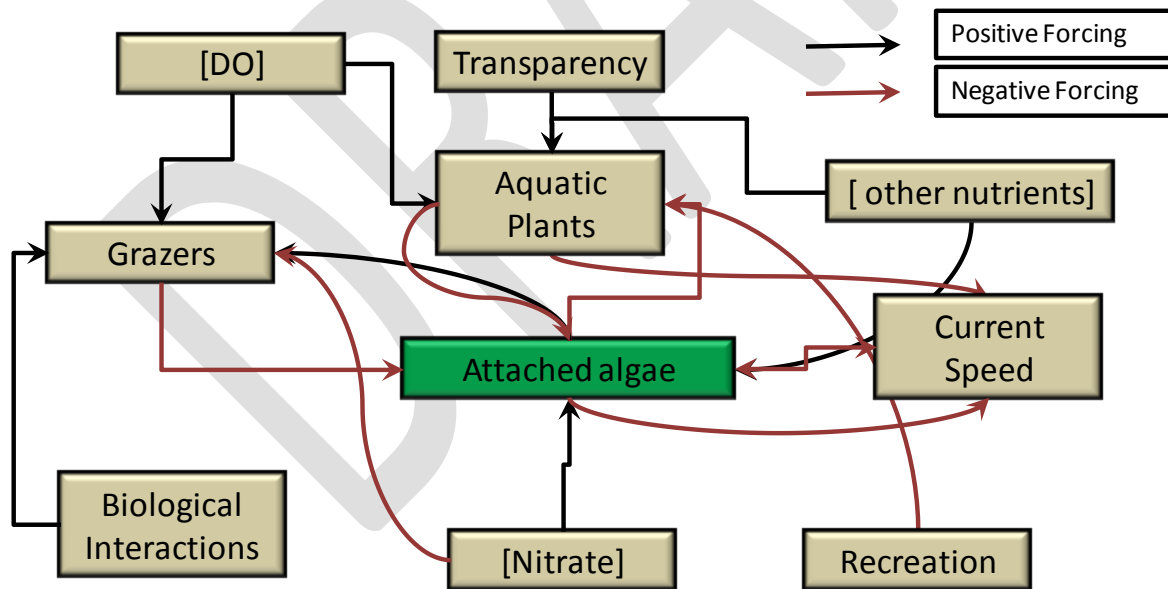 [DO]
Transparency
Positive Forcing
Negative Forcing
Aquatic
Plants
[ other nutrients]
Grazers
Current
Speed
Attached algae
Biological
Interactions
[Nitrate]
Recreation